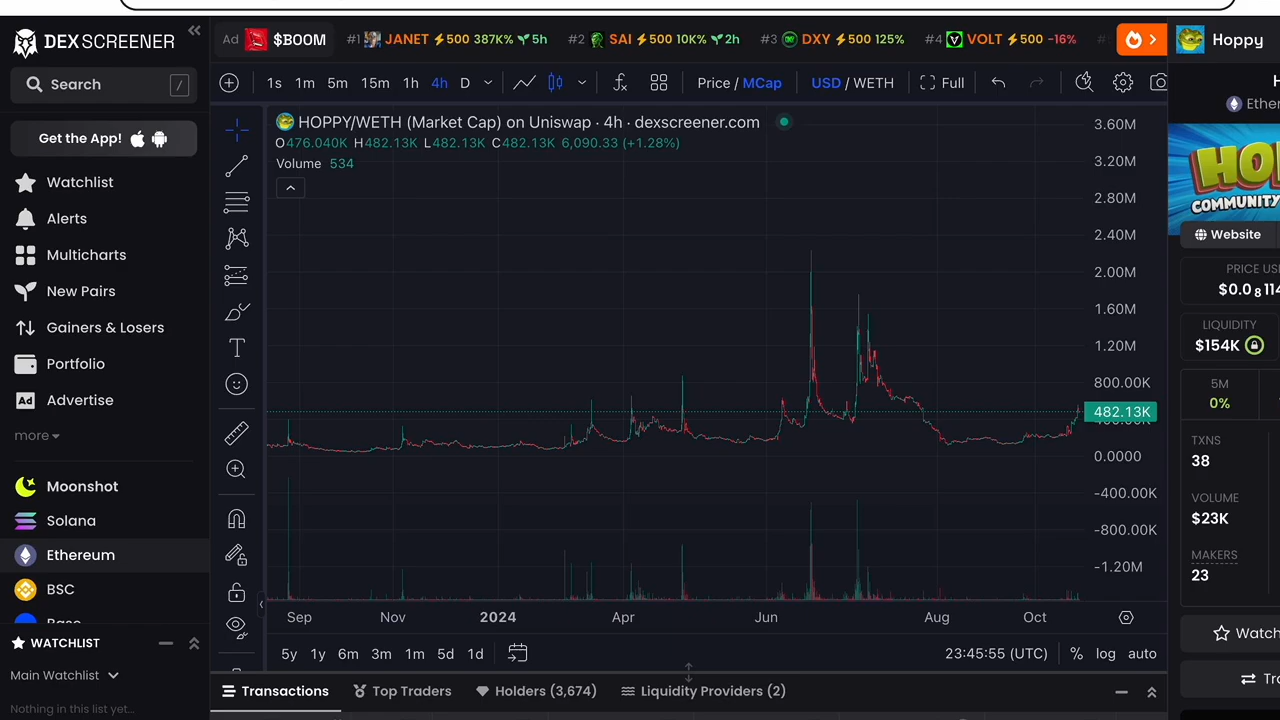 DEX SCREENER
Ad $BOOM #1 JANET ⚡500 387K% 5h #2 SAI ⚡500 10K% 2h #3 DXY ⚡500 125% #4 VOLT ⚡500 -16%
Hoppy
Search /
1s 1m 5m 15m 1h 4h D Price / MCap USD / WETH Full
Get the App!
HOPPY/WETH (Market Cap) on Uniswap · 4h · dexscreener.com
O476.040K H482.13K L482.13K C482.13K 6,090.33 (+1.28%)
Volume 534
Watchlist
Alerts
Multicharts
New Pairs
Gainers & Losers
Portfolio
Ad Advertise
more
Moonshot
Solana
Ethereum
BSC
Base
WATCHLIST
Main Watchlist
Nothing in this list yet...
3.60M
3.20M
2.80M
2.40M
2.00M
1.60M
1.20M
800.00K
482.13K
0.0000
-400.00K
-800.00K
-1.20M
Sep Nov 2024 Apr Jun Aug Oct
5y 1y 6m 3m 1m 5d 1d 23:45:55 (UTC) % log auto
Transactions Top Traders Holders (3,674) Liquidity Providers (2)
COMMUNITY
Website
PRICE US
$0.0₈114
LIQUIDITY
$154K
5M
0%
TXNS
38
VOLUME
$23K
MAKERS
23
Watch